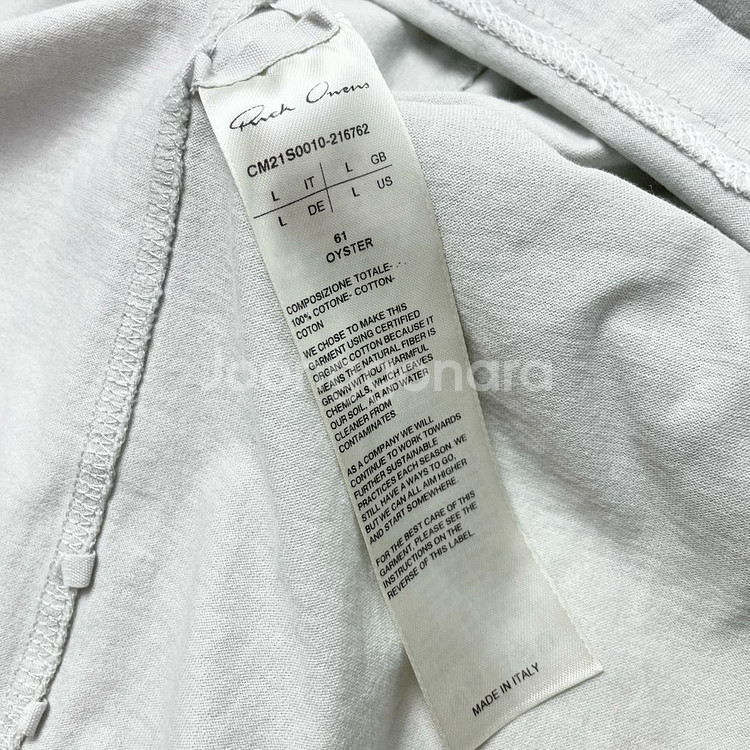 Rick Owens
CM21S0010-216762
L IT L GB
L DE L US
61
OYSTER
COMPOSIZIONE TOTALE-
100% COTONE- COTTON-
COTON
WE CHOSE TO MAKE THIS
GARMENT USING CERTIFIED
ORGANIC COTTON BECAUSE IT
MEANS THE NATURAL FIBER IS
GROWN WITHOUT HARMFUL
CHEMICALS, WHICH LEAVES
OUR SOIL, AIR AND WATER
CLEANER FROM
CONTAMINATES
AS A COMPANY WE WILL
CONTINUE TO WORK TOWARDS
FURTHER SUSTAINABLE
PRACTICES EACH SEASON. WE
STILL HAVE A WAYS TO GO,
BUT WE CAN ALL AIM HIGHER
AND START SOMEWHERE.
FOR THE BEST CARE OF THIS
GARMENT, PLEASE SEE THE
INSTRUCTIONS ON THE
REVERSE OF THIS LABEL.
MADE IN ITALY